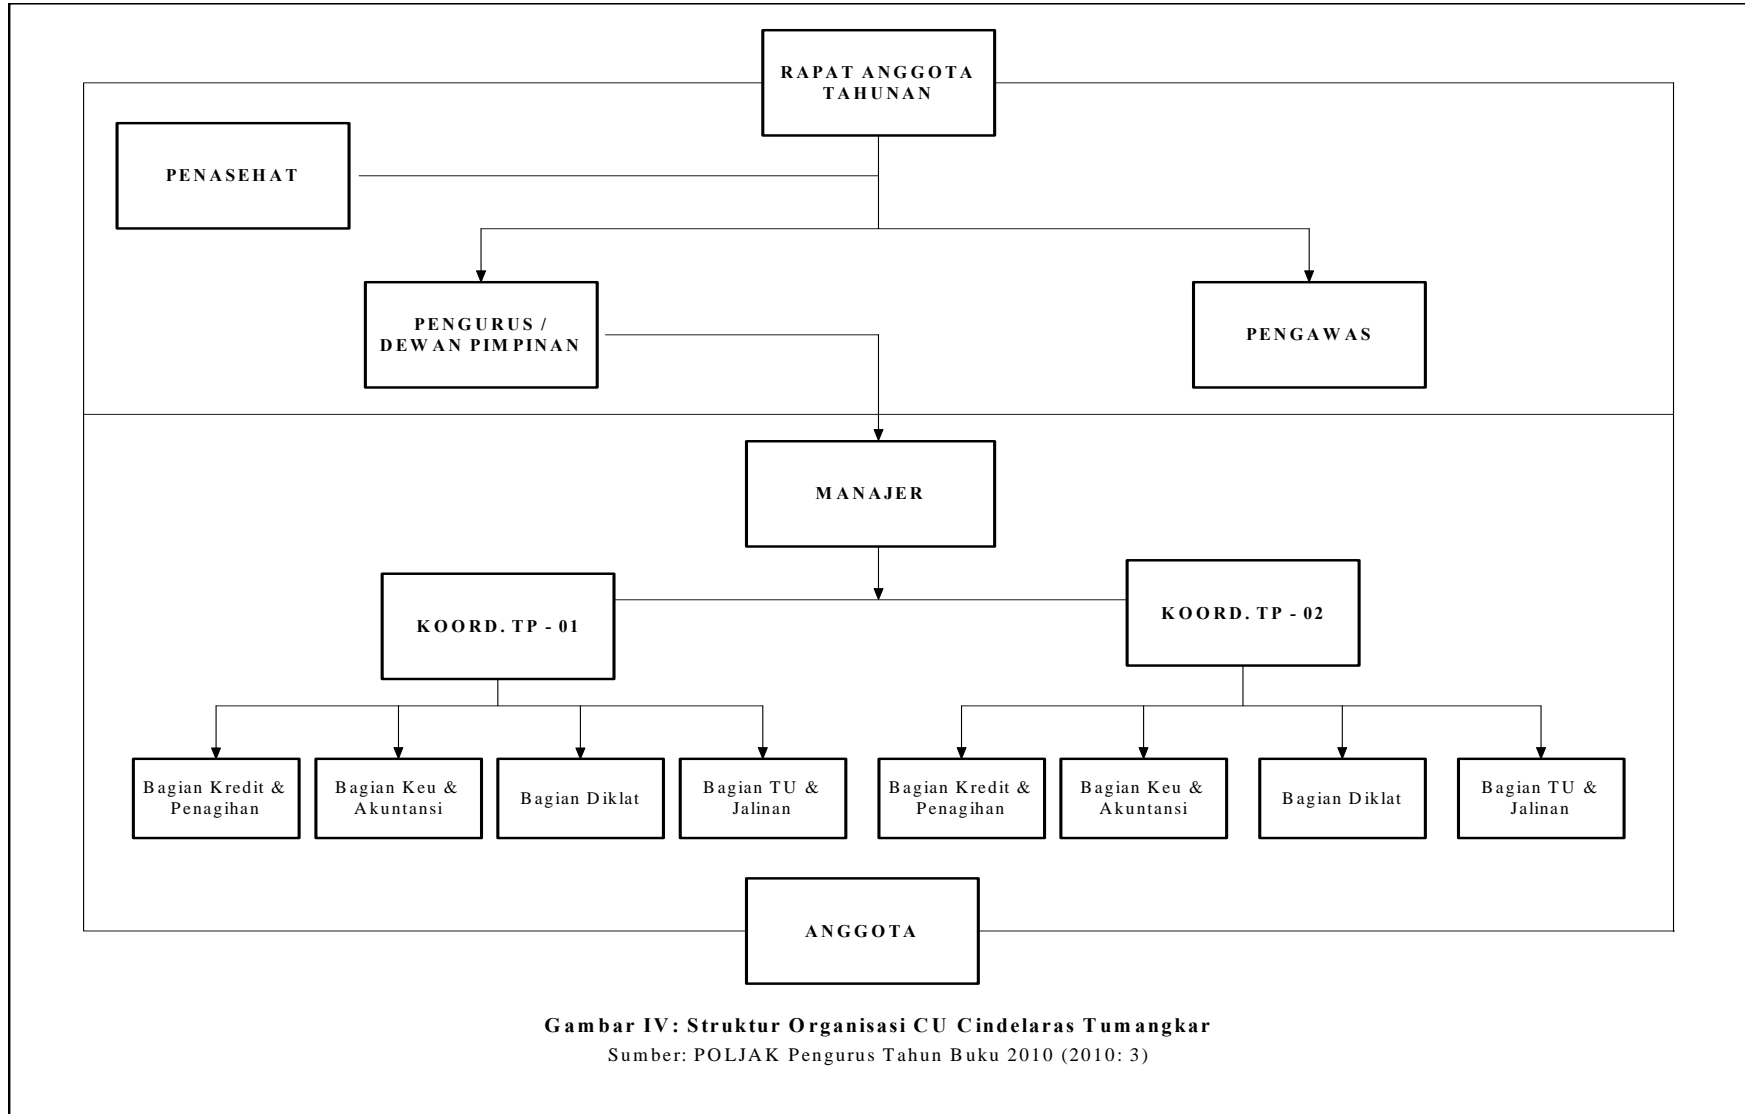 RAPAT ANGGOTA
TAHUNAN
PENASEHAT
PENGURUS /
DEWAN PIMPINAN
PENGAWAS
MANAJER
KOORD. TP - 01
KOORD. TP - 02
Bagian Kredit &
Penagihan
Bagian Keu &
Akuntansi
Bagian Diklat
Bagian TU &
Jalinan
Bagian Kredit &
Penagihan
Bagian Keu &
Akuntansi
Bagian Diklat
Bagian TU &
Jalinan
ANGGOTA
Gambar IV: Struktur Organisasi CU Cindelaras Tumangkar
Sumber: POLJAK Pengurus Tahun Buku 2010 (2010: 3)